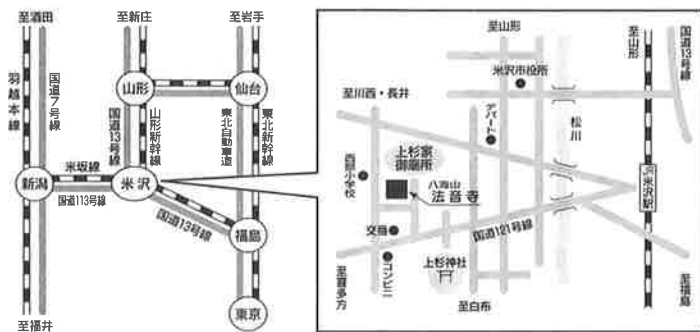 至酒田
至新庄
至岩手
羽越本線
国道7号線
山形
仙台
国道13号線
山形新幹線
東北自動車道
東北新幹線
米坂線
新潟
米沢
国道113号線
国道13号線
福島
東京
至福井
至山形
至山形
国道13号線
米沢市役所
至川西・長井
デパート
松川
上杉家
御廟所
西部小学校
八海山
法音寺
JR米沢駅
交番
国道121号線
コンビニ
上杉神社
至喜多方
至白布
至福島